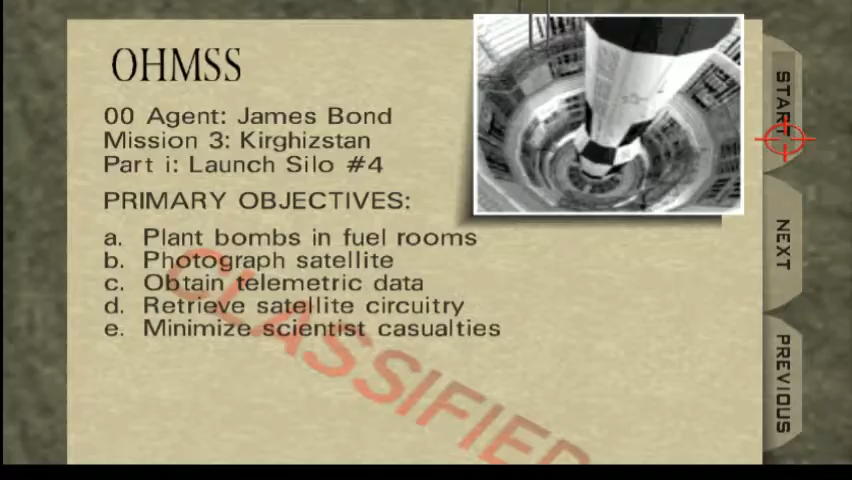 OHMSS
00 Agent: James Bond
Mission 3: Kirghizstan
Part i: Launch Silo #4
PRIMARY OBJECTIVES:
a. Plant bombs in fuel rooms
b. Photograph satellite
c. Obtain telemetric data
d. Retrieve satellite circuitry
e. Minimize scientist casualties
CLASSIFIED
START
NEXT
PREVIOUS